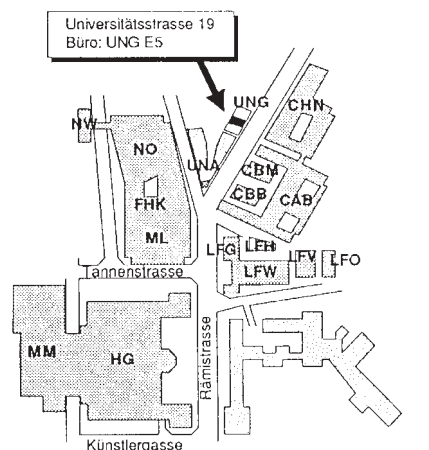 Universitätsstrasse 19
Büro: UNG E5
UNG
CHN
NW
NO
UNA
CBM
CBB
CAB
FHK
ML
LFG
LEH
LFV
LFO
LFW
Tannenstrasse
MM
HG
Rämistrasse
Künstlergasse